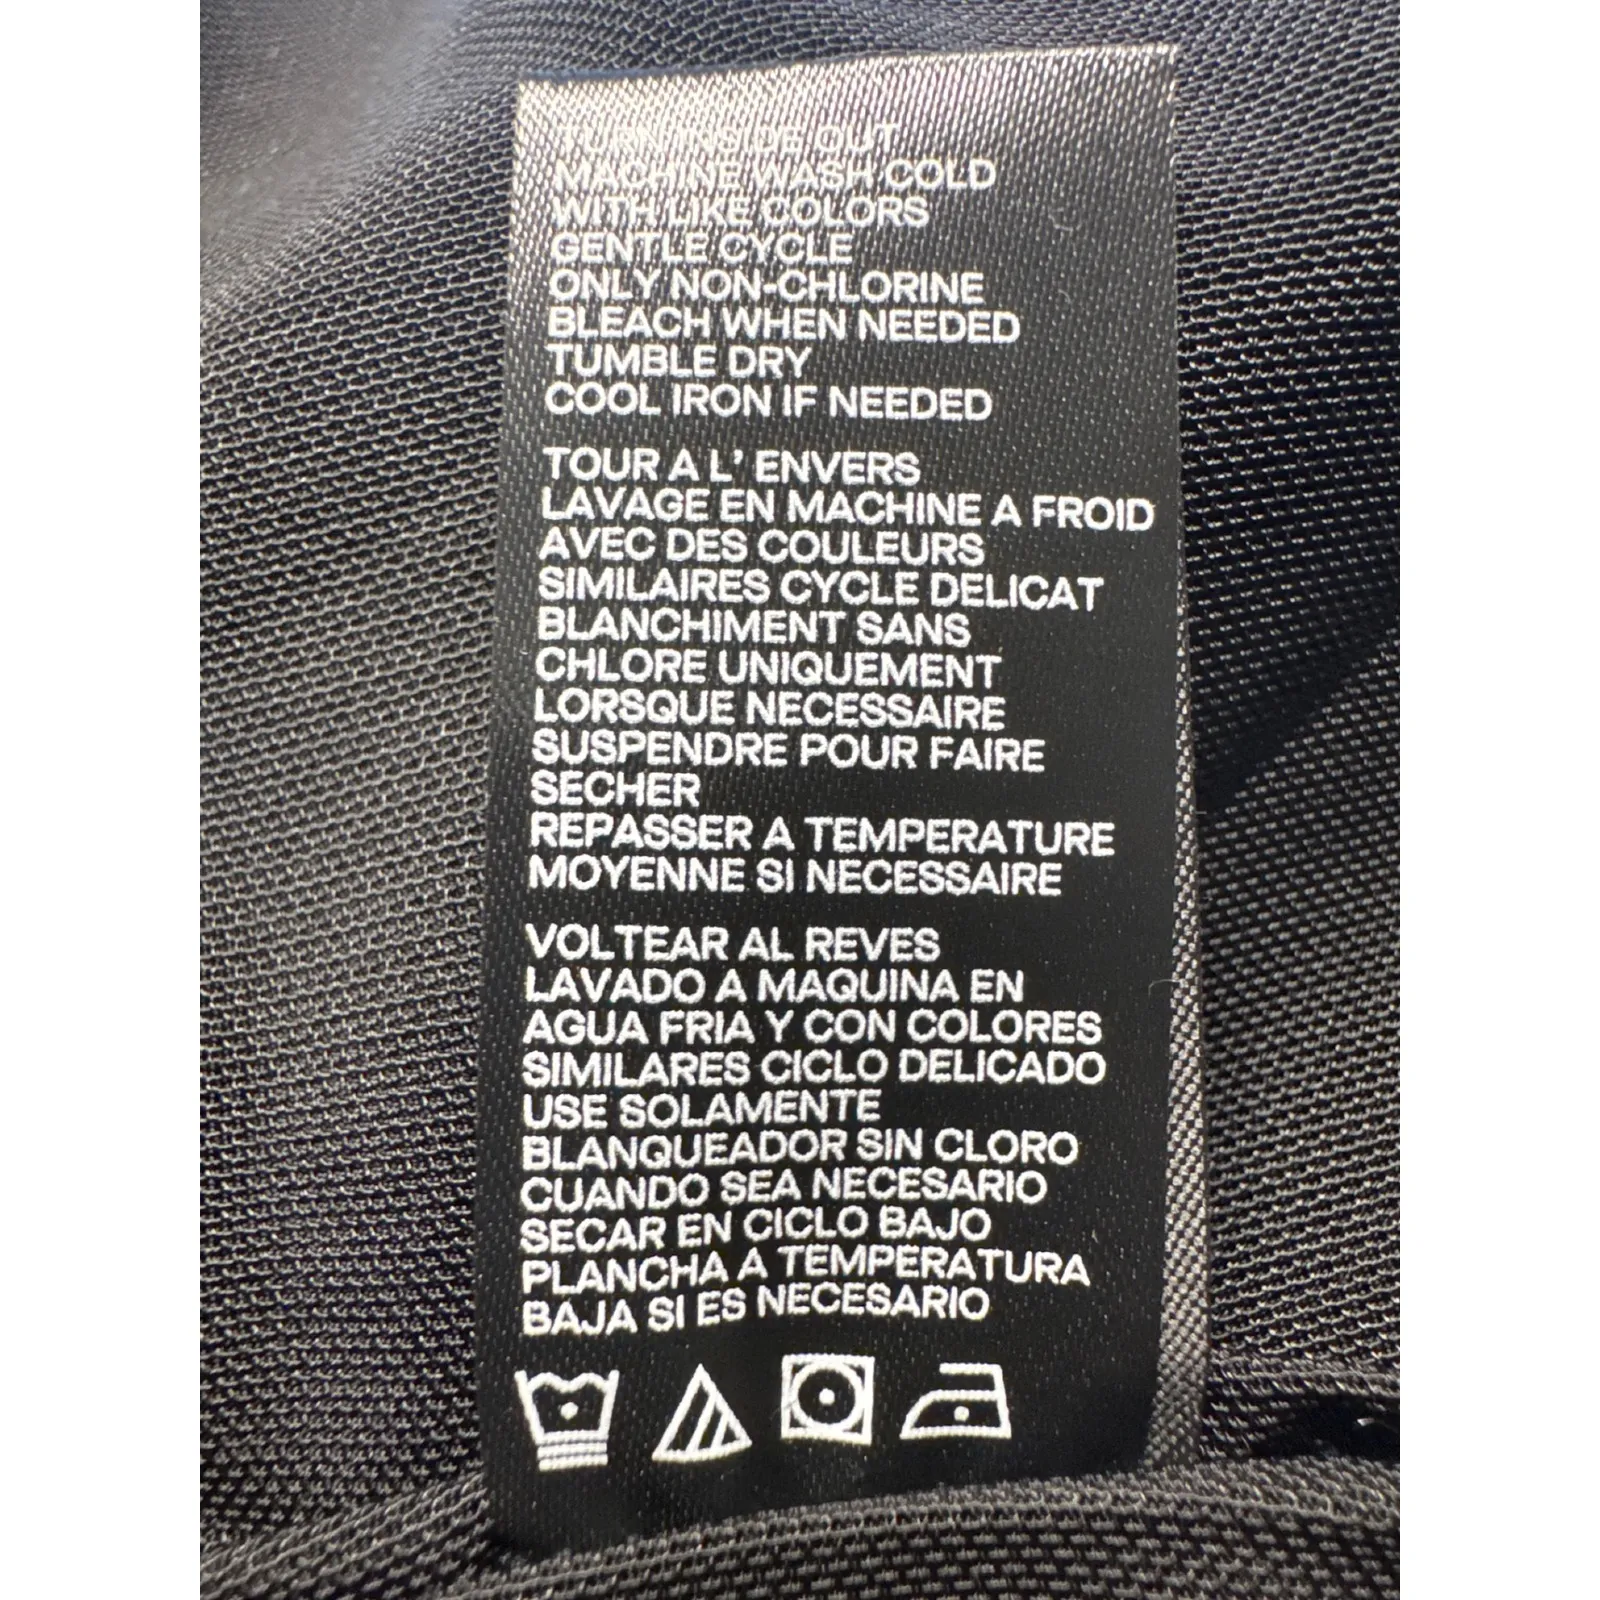 TURN INSIDE OUT
MACHINE WASH COLD
WITH LIKE COLORS
GENTLE CYCLE
ONLY NON-CHLORINE
BLEACH WHEN NEEDED
TUMBLE DRY
COOL IRON IF NEEDED
TOUR A L' ENVERS
LAVAGE EN MACHINE A FROID
AVEC DES COULEURS
SIMILAIRES CYCLE DELICAT
BLANCHIMENT SANS
CHLORE UNIQUEMENT
LORSQUE NECESSAIRE
SUSPENDRE POUR FAIRE
SECHER
REPASSER A TEMPERATURE
MOYENNE SI NECESSAIRE
VOLTEAR AL REVES
LAVADO A MAQUINA EN
AGUA FRIA Y CON COLORES
SIMILARES CICLO DELICADO
USE SOLAMENTE
BLANQUEADOR SIN CLORO
CUANDO SEA NECESARIO
SECAR EN CICLO BAJO
PLANCHA A TEMPERATURA
BAJA SI ES NECESARIO